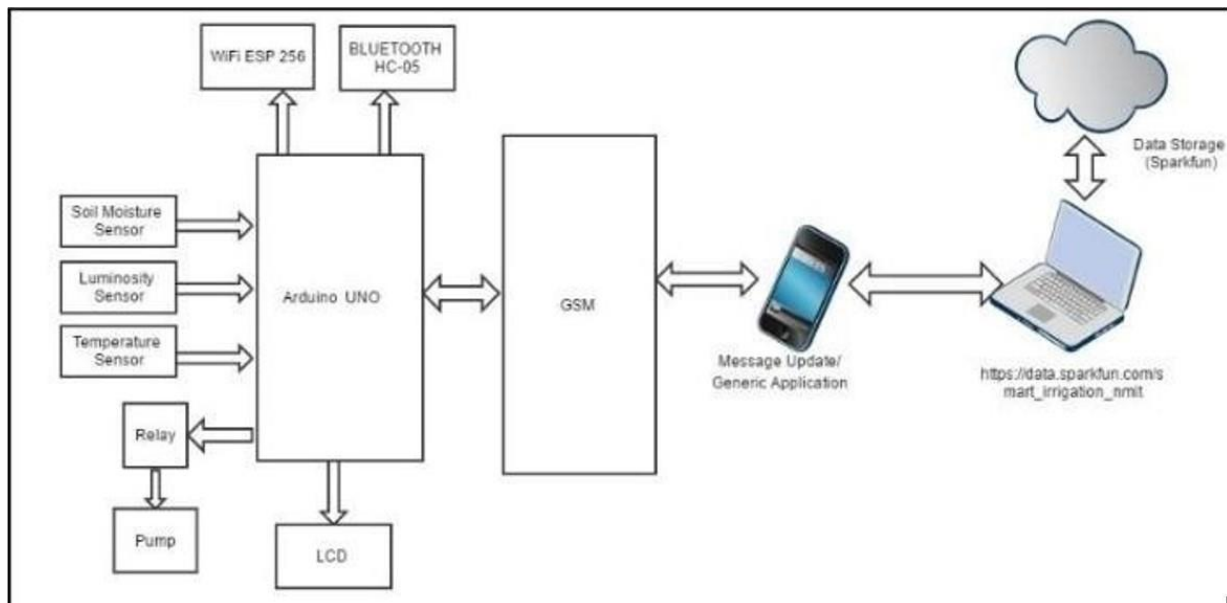 WiFi ESP 256
BLUETOOTH
HC-05
Data Storage
(Sparkfun)
Soil Moisture
Sensor
Luminosity
Sensor
Temperature
Sensor
Arduino UNO
GSM
Message Update/
Generic Application
https://data.sparkfun.com/s
mart_irrigation_nmit
Relay
Pump
LCD